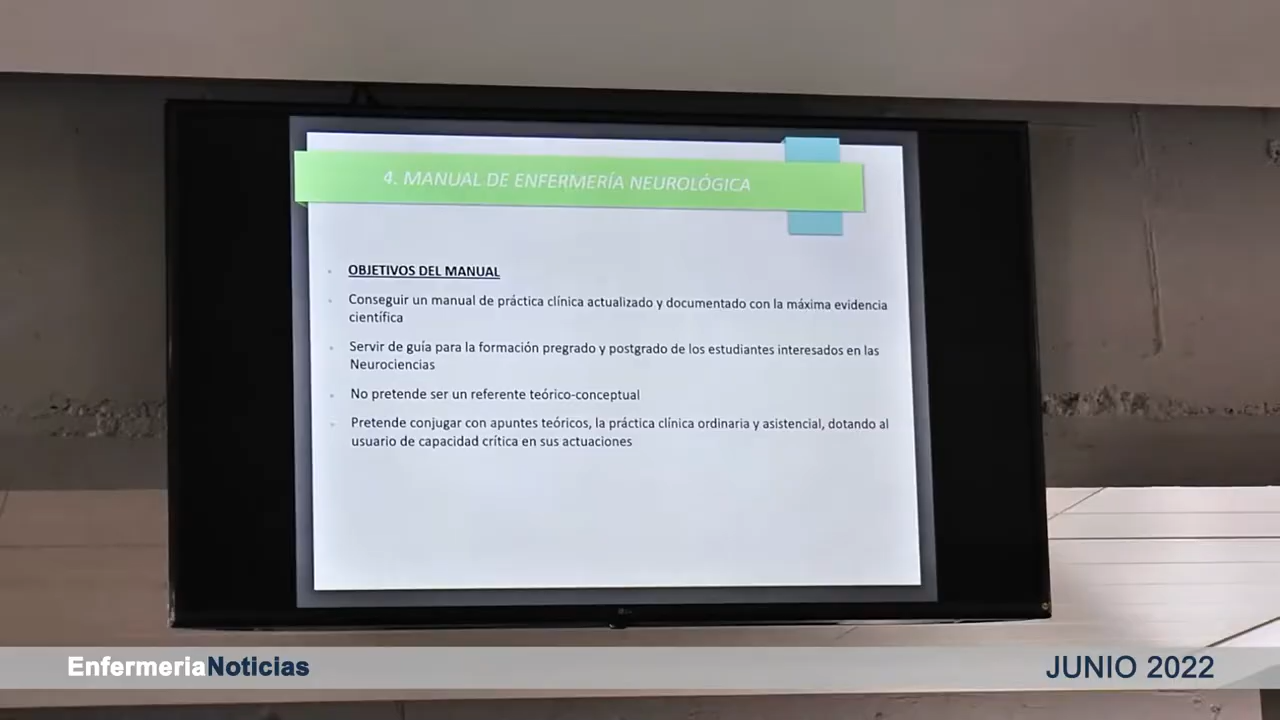 4. MANUAL DE ENFERMERÍA NEUROLÓGICA
OBJETIVOS DEL MANUAL
Conseguir un manual de práctica clínica actualizado y documentado con la máxima evidencia
científica
Servir de guía para la formación pregrado y postgrado de los estudiantes interesados en las
Neurociencias
No pretende ser un referente teórico-conceptual
Pretende conjugar con apuntes teóricos, la práctica clínica ordinaria y asistencial, dotando al
usuario de capacidad crítica en sus actuaciones
EnfermeriaNoticias
JUNIO 2022